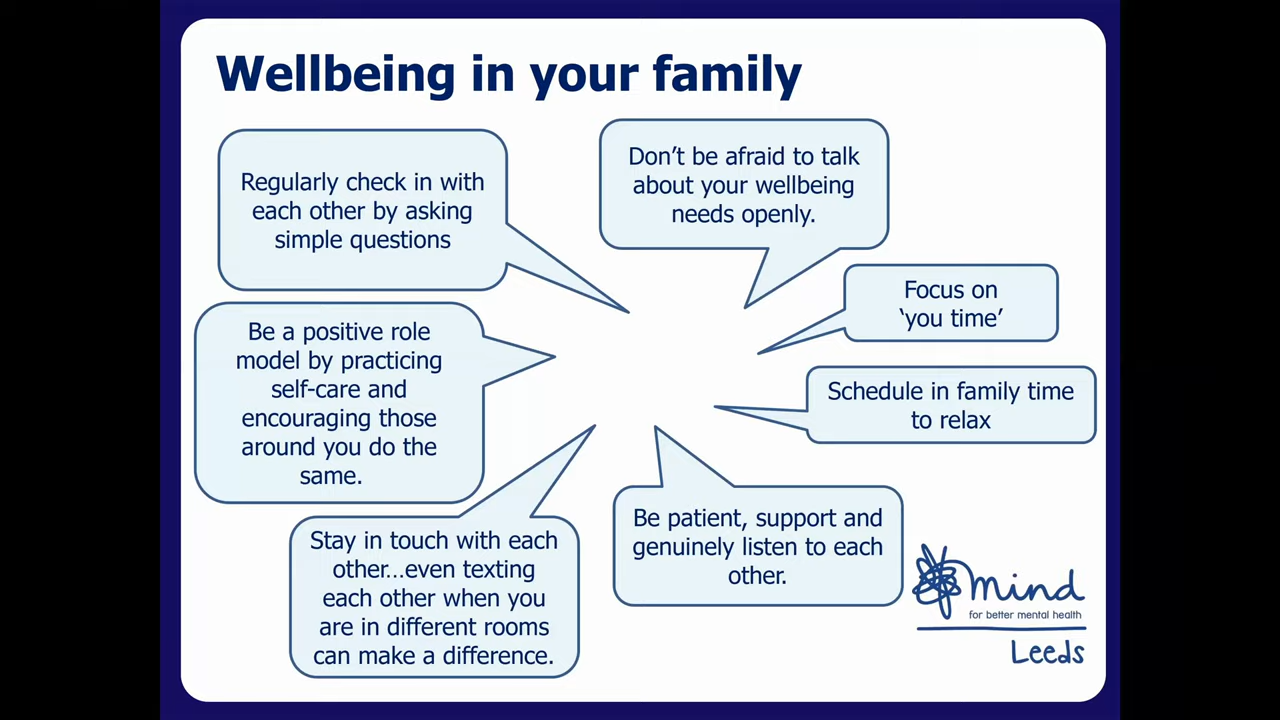 Wellbeing in your family
Regularly check in with
each other by asking
simple questions
Don’t be afraid to talk
about your wellbeing
needs openly.
Focus on
‘you time’
Be a positive role
model by practicing
self-care and
encouraging those
around you do the
same.
Schedule in family time
to relax
Stay in touch with each
other…even texting
each other when you
are in different rooms
can make a difference.
Be patient, support and
genuinely listen to each
other.
mind
for better mental health
Leeds